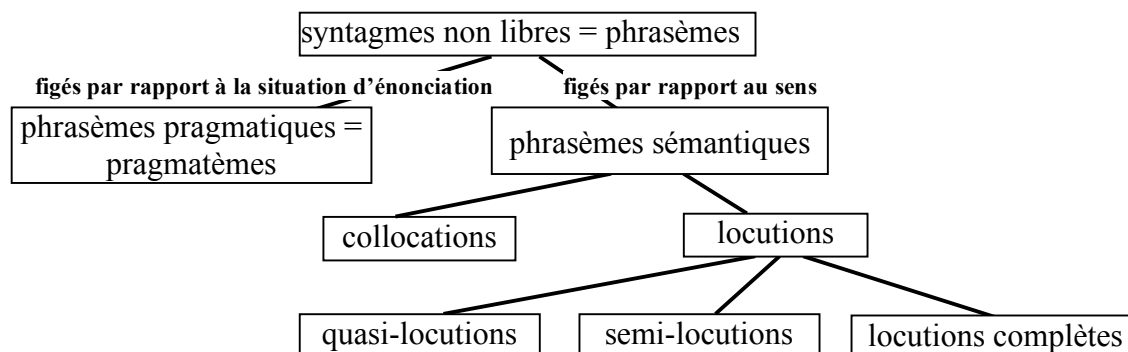 syntagmes non libres = phrasèmes
figés par rapport à la situation d’énonciation
figés par rapport au sens
phrasèmes pragmatiques =
pragmatèmes
phrasèmes sémantiques
collocations
locutions
quasi-locutions
semi-locutions
locutions complètes